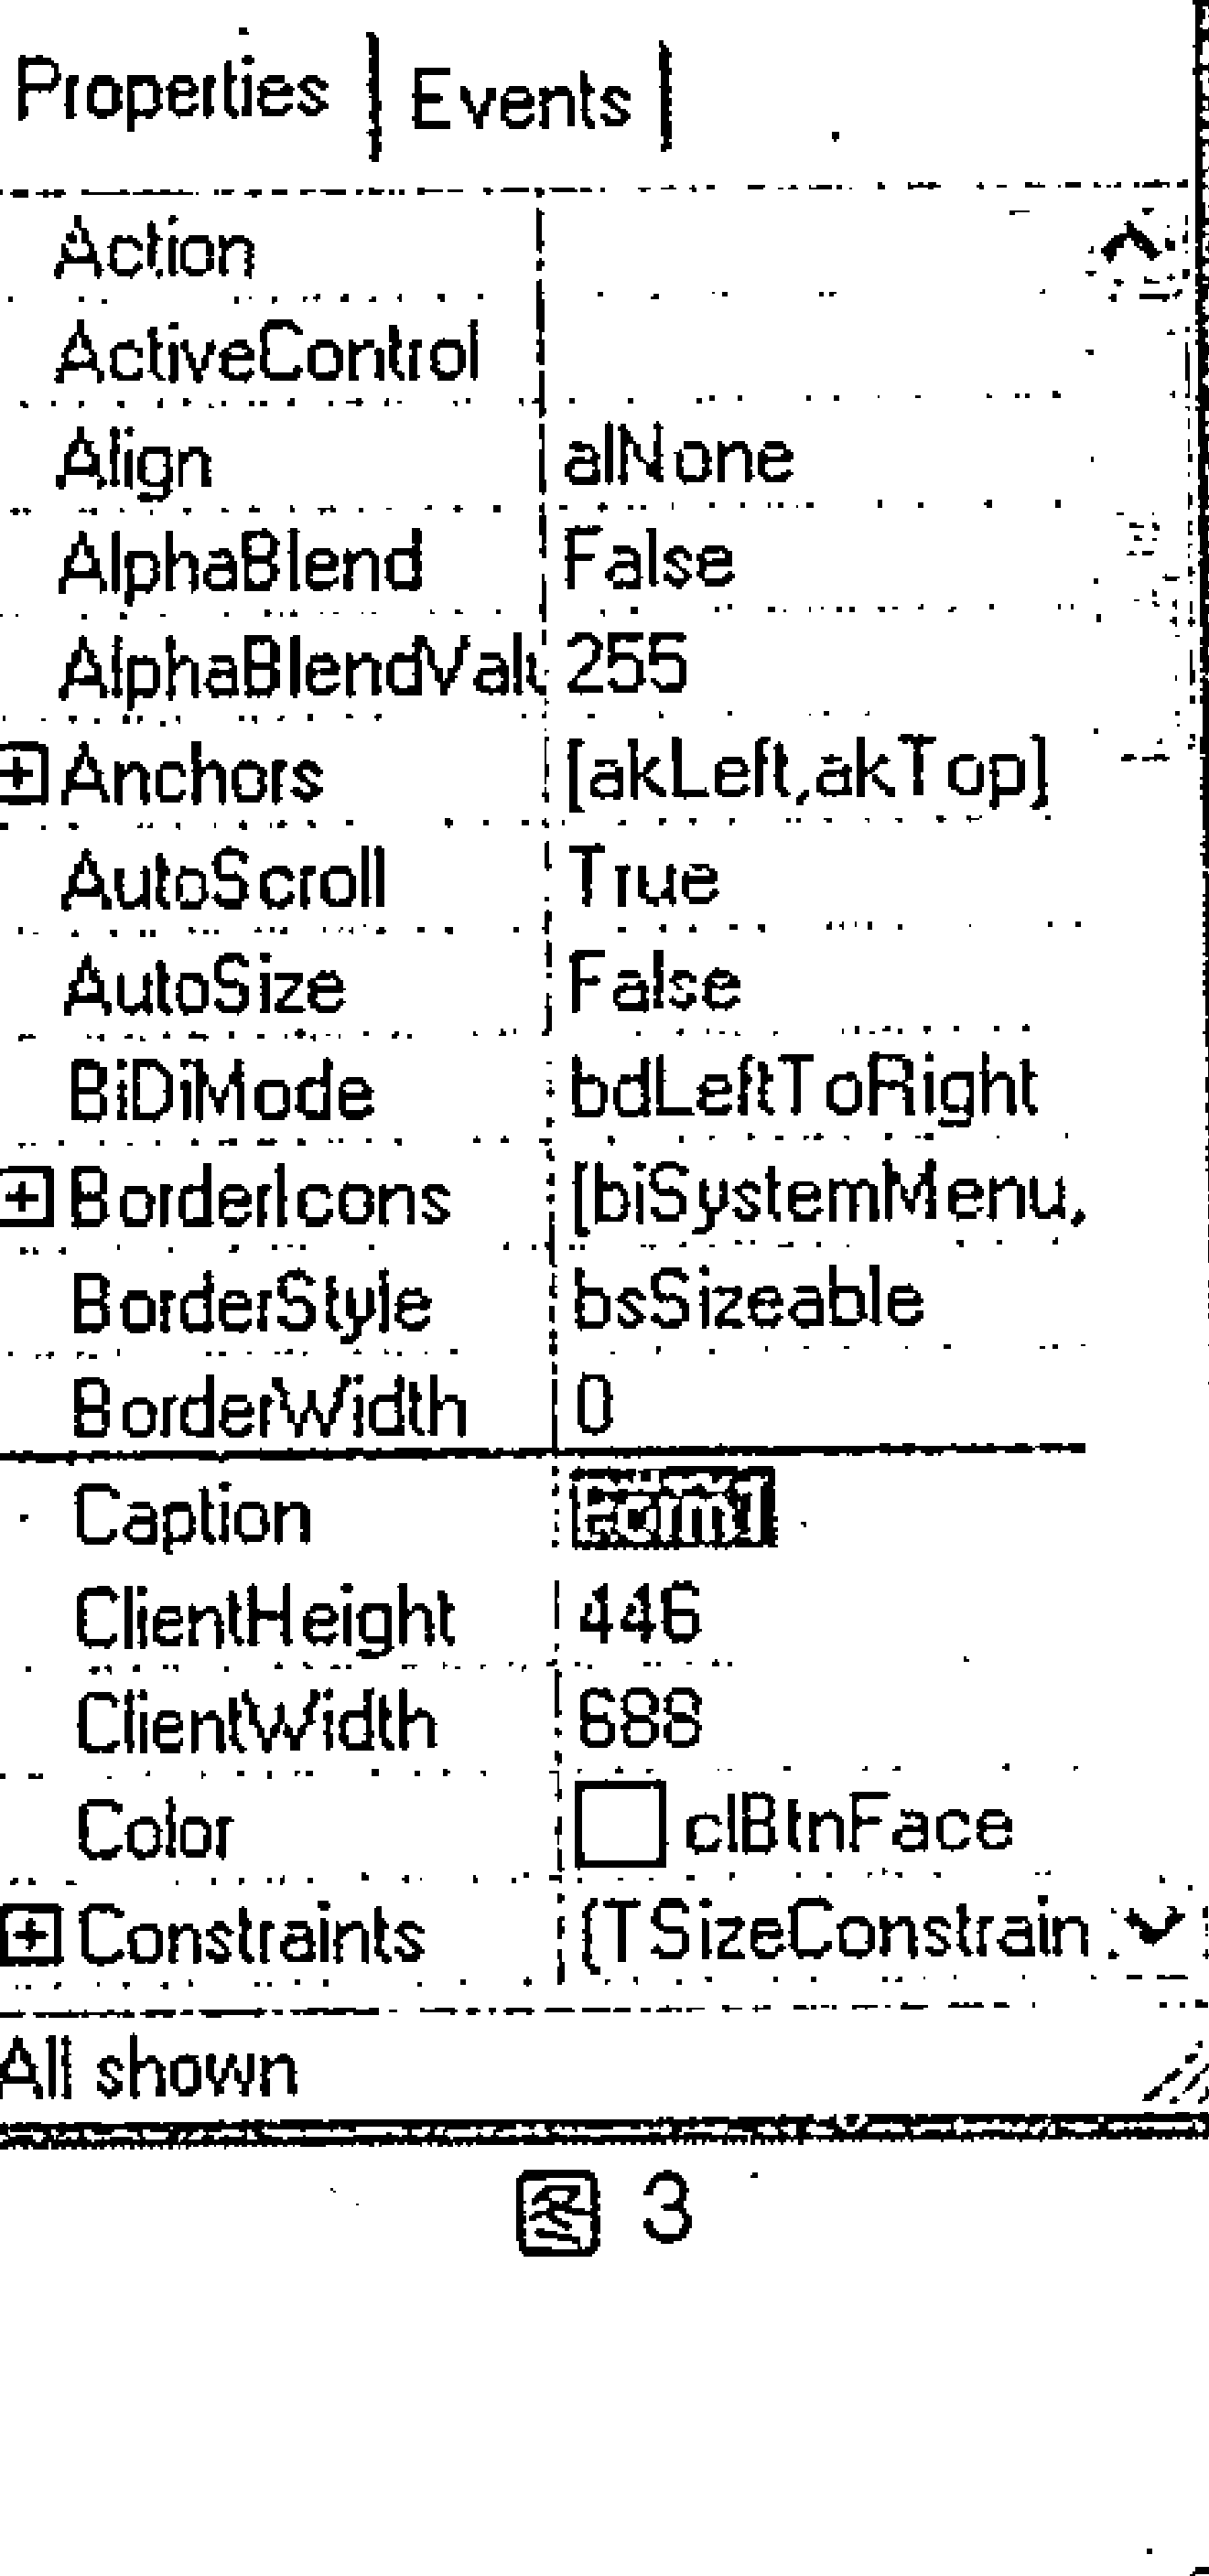 Properties | Events |
Action
ActiveControl
Align alNone
AlphaBlend False
AlphaBlendValu 255
Anchors [akLeft,akTop]
AutoScroll True
AutoSize False
BiDiMode bdLeftToRight
BorderIcons [biSystemMenu,
BorderStyle bsSizeable
BorderWidth 0
Caption Form1
ClientHeight 446
ClientWidth 688
Color clBtnFace
Constraints (TSizeConstrain
All shown
图 3